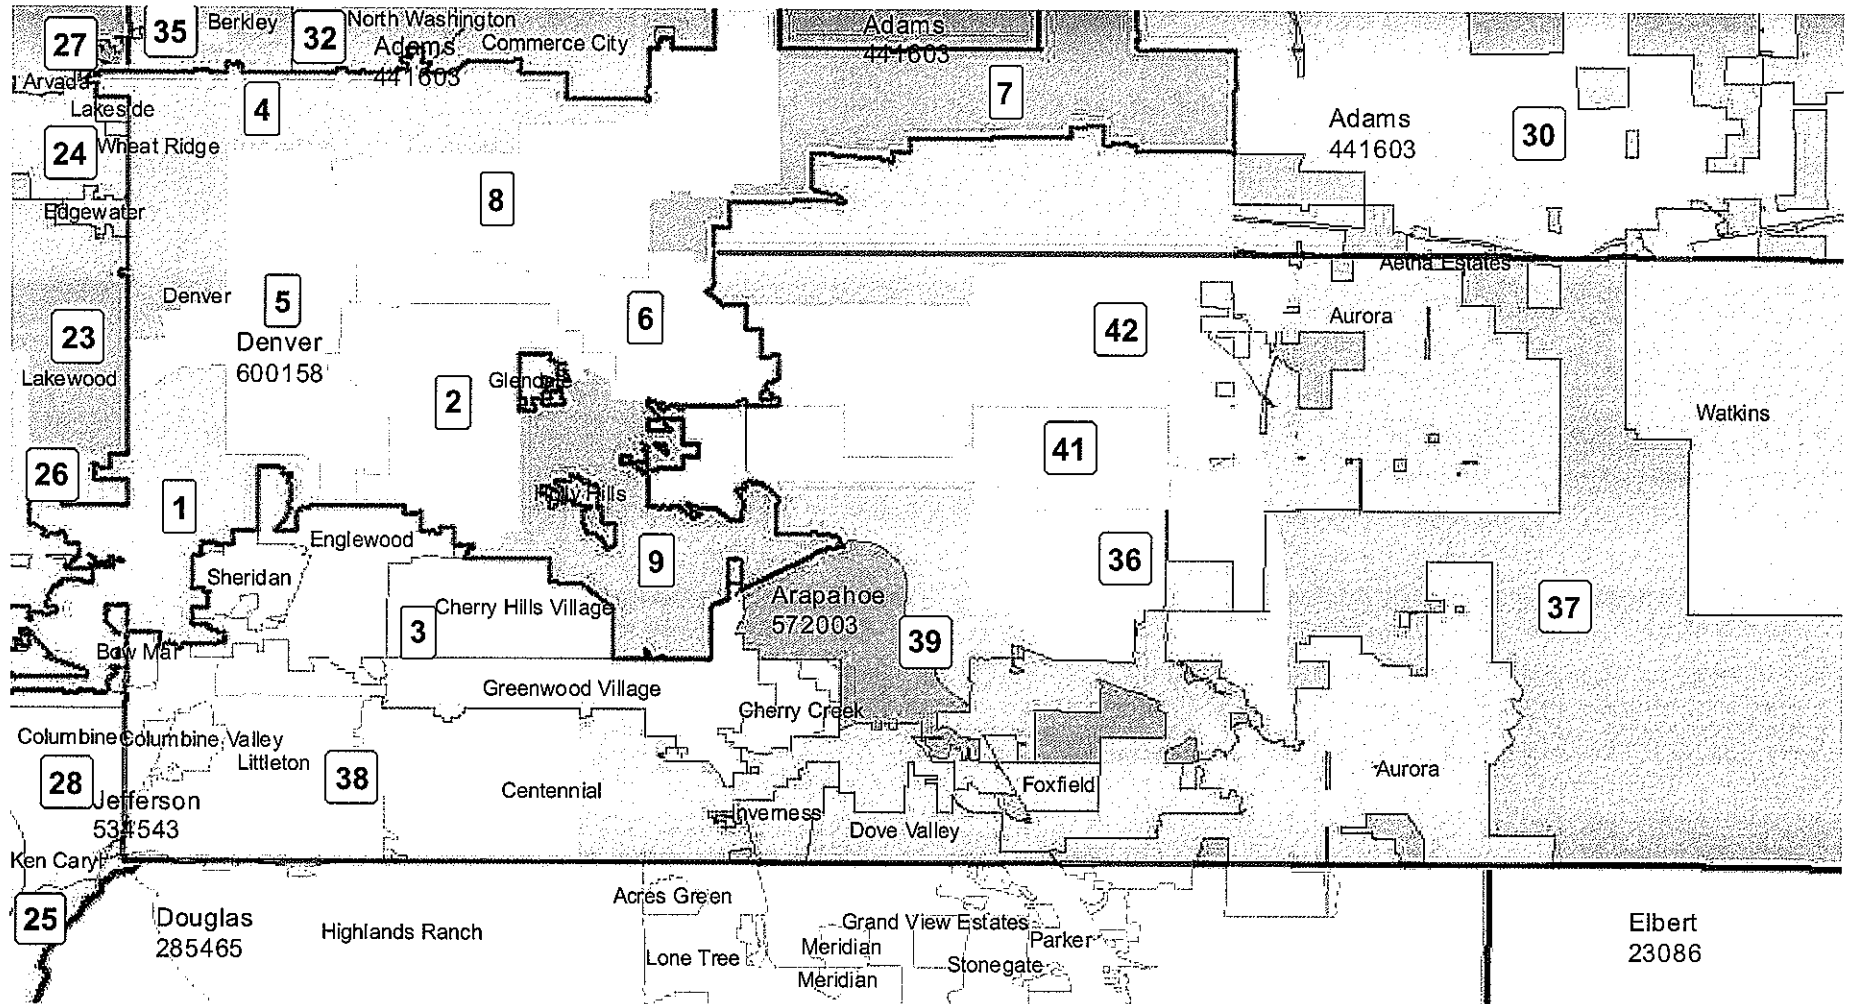 27
35
Berkley
32
North Washington
Adams
441603
Commerce City
Adams
441603
7
Arvada
4
Lakeside
Adams
441603
30
24
Wheat Ridge
8
Edgewater
Aetna Estates
Denver
5
6
42
Aurora
23
Denver
600158
Lakewood
Glendale
2
Watkins
26
41
1
Holly Hills
Englewood
36
9
Sheridan
Arapahoe
572003
Cherry Hills Village
37
3
39
Bow Mar
Greenwood Village
Cherry Creek
Columbine
Columbine Valley
Littleton
28
38
Centennial
Foxfield
Aurora
Jefferson
534543
Inverness
Dove Valley
Ken Caryl
Acres Green
25
Douglas
285465
Highlands Ranch
Grand View Estates
Elbert
23086
Meridian
Parker
Lone Tree
Stonegate
Meridian